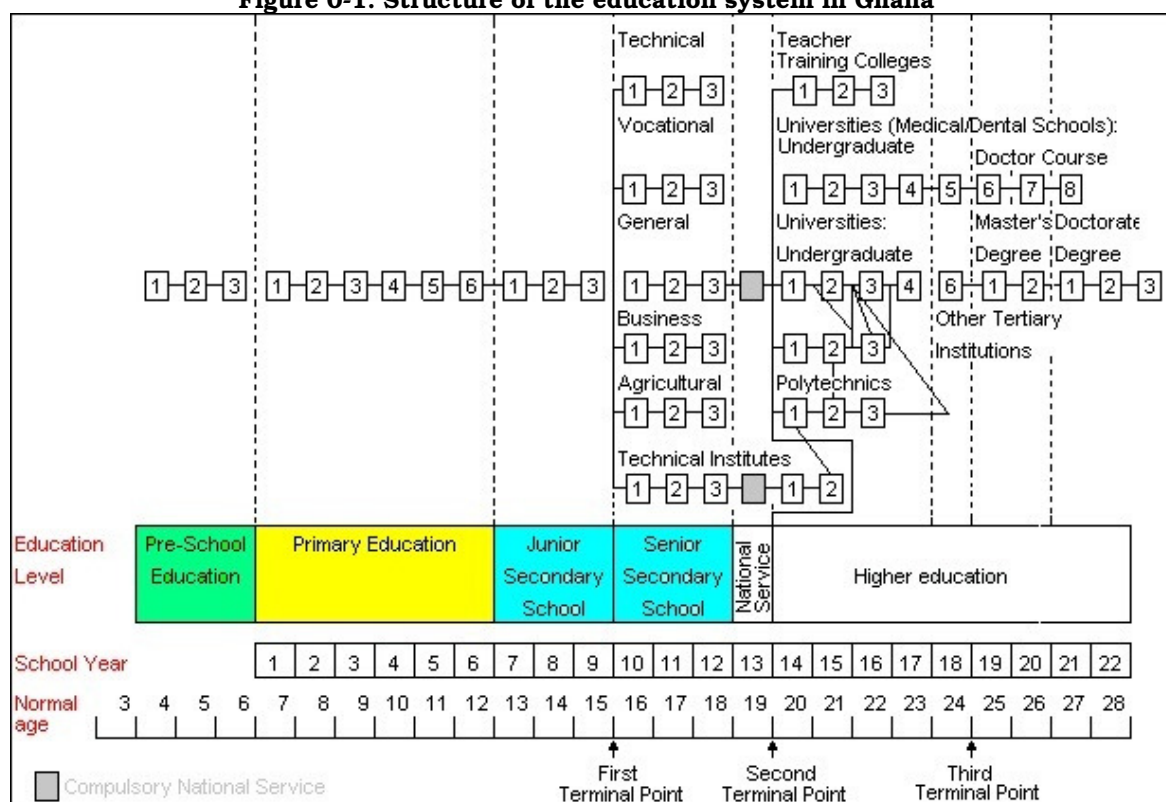 Figure 0-1: Structure of the education system in Ghana
Technical
1 2 3
Teacher
Training Colleges
1 2 3
Vocational
1 2 3
Universities (Medical/Dental Schools):
Undergraduate
Doctor Course
1 2 3 4 5 6 7 8
General
Universities:
Undergraduate
Master's Doctorate
Degree Degree
1 2 3 1 2 3 4 5 6 1 2 3 1 2 3 1 2 3 4 6 1 2 1 2 3
Business
1 2 3 1 2 3
Other Tertiary
Institutions
Agricultural
1 2 3
Polytechnics
1 2 3
Technical Institutes
1 2 3 1 2
Education
Level
Pre-School
Education
Primary Education
Junior
Secondary
School
Senior
Secondary
School
National
Service
Higher education
School Year 1 2 3 4 5 6 7 8 9 10 11 12 13 14 15 16 17 18 19 20 21 22
Normal
age
3 4 5 6 7 8 9 10 11 12 13 14 15 16 17 18 19 20 21 22 23 24 25 26 27 28
First
Terminal Point
Second
Terminal Point
Third
Terminal Point
Compulsory National Service